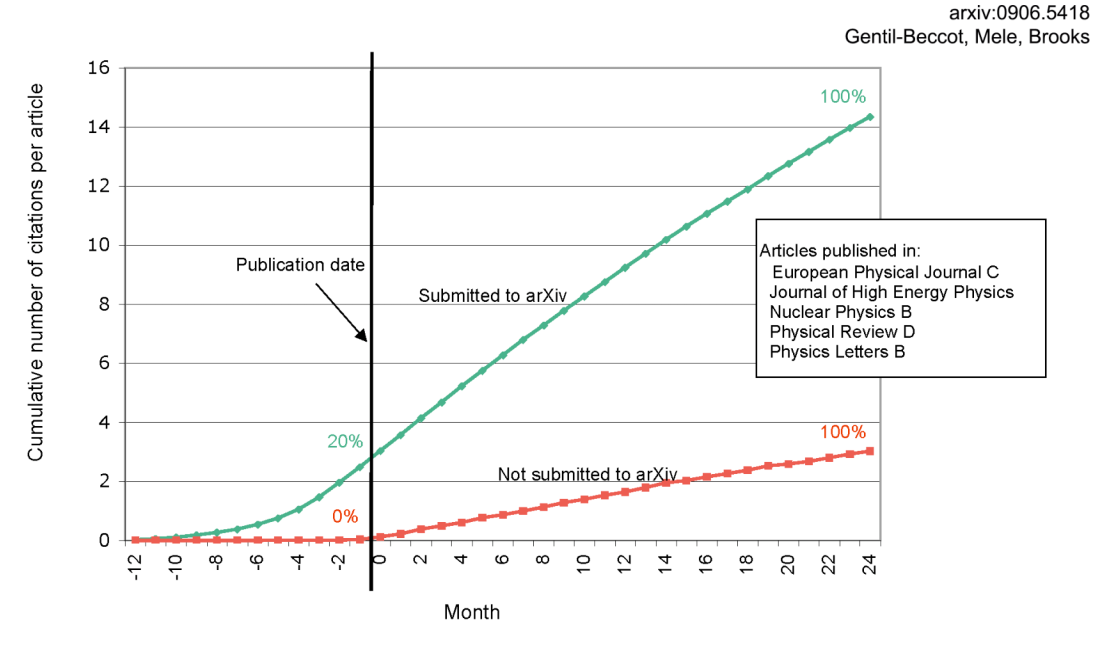 arxiv:0906.5418
Gentil-Beccot, Mele, Brooks
Cumulative number of citations per article
16
14
12
10
8
6
4
2
0
100%
Publication date
Submitted to arXiv
Articles published in:
European Physical Journal C
Journal of High Energy Physics
Nuclear Physics B
Physical Review D
Physics Letters B
20%
100%
Not submitted to arXiv
0%
-12 -10 -8 -6 -4 -2 0 2 4 6 8 10 12 14 16 18 20 22 24
Month